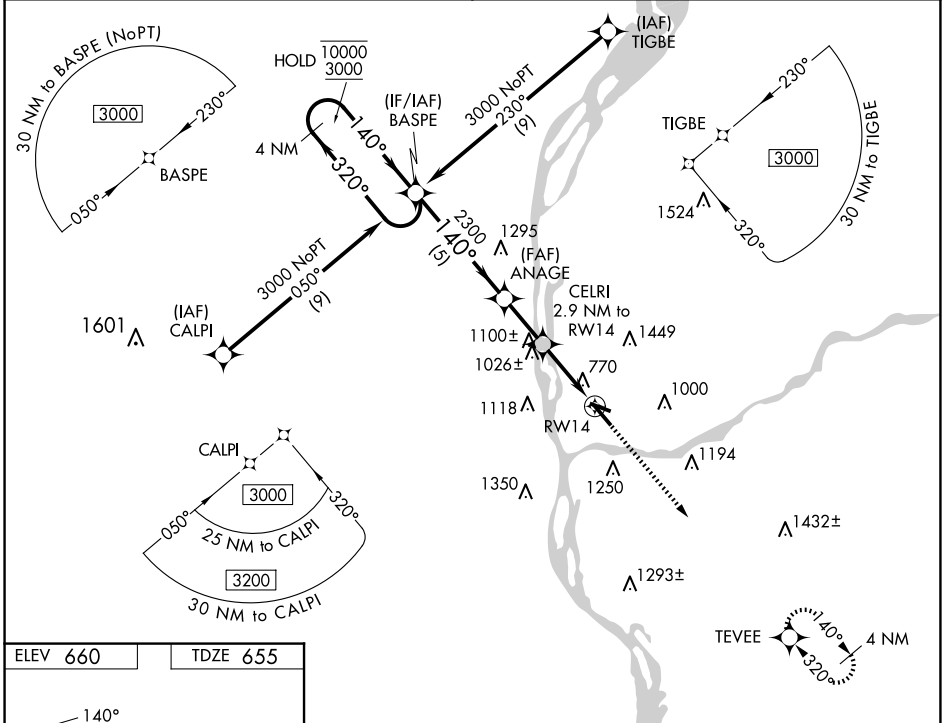 30 NM to BASPE (NoPT)
3000
230°
050°
BASPE
HOLD 10000
3000
4 NM
140°
320°
(IF/IAF)
BASPE
(IAF)
TIGBE
3000 NoPT
230°
(9)
TIGBE
230°
3000
1524
320°
30 NM to TIGBE
2300
140°
(5)
1295
(FAF)
ANAGE
3000 NoPT
050°
(9)
(IAF)
CALPI
1601
CELRI
2.9 NM to
RW14
1100±
1026±
1449
770
1118
RW14
1000
1194
1250
1350
1432±
1293±
CALPI
3000
050°
320°
25 NM to CALPI
3200
30 NM to CALPI
TEVEE
140°
320°
4 NM
ELEV 660
TDZE 655
140°